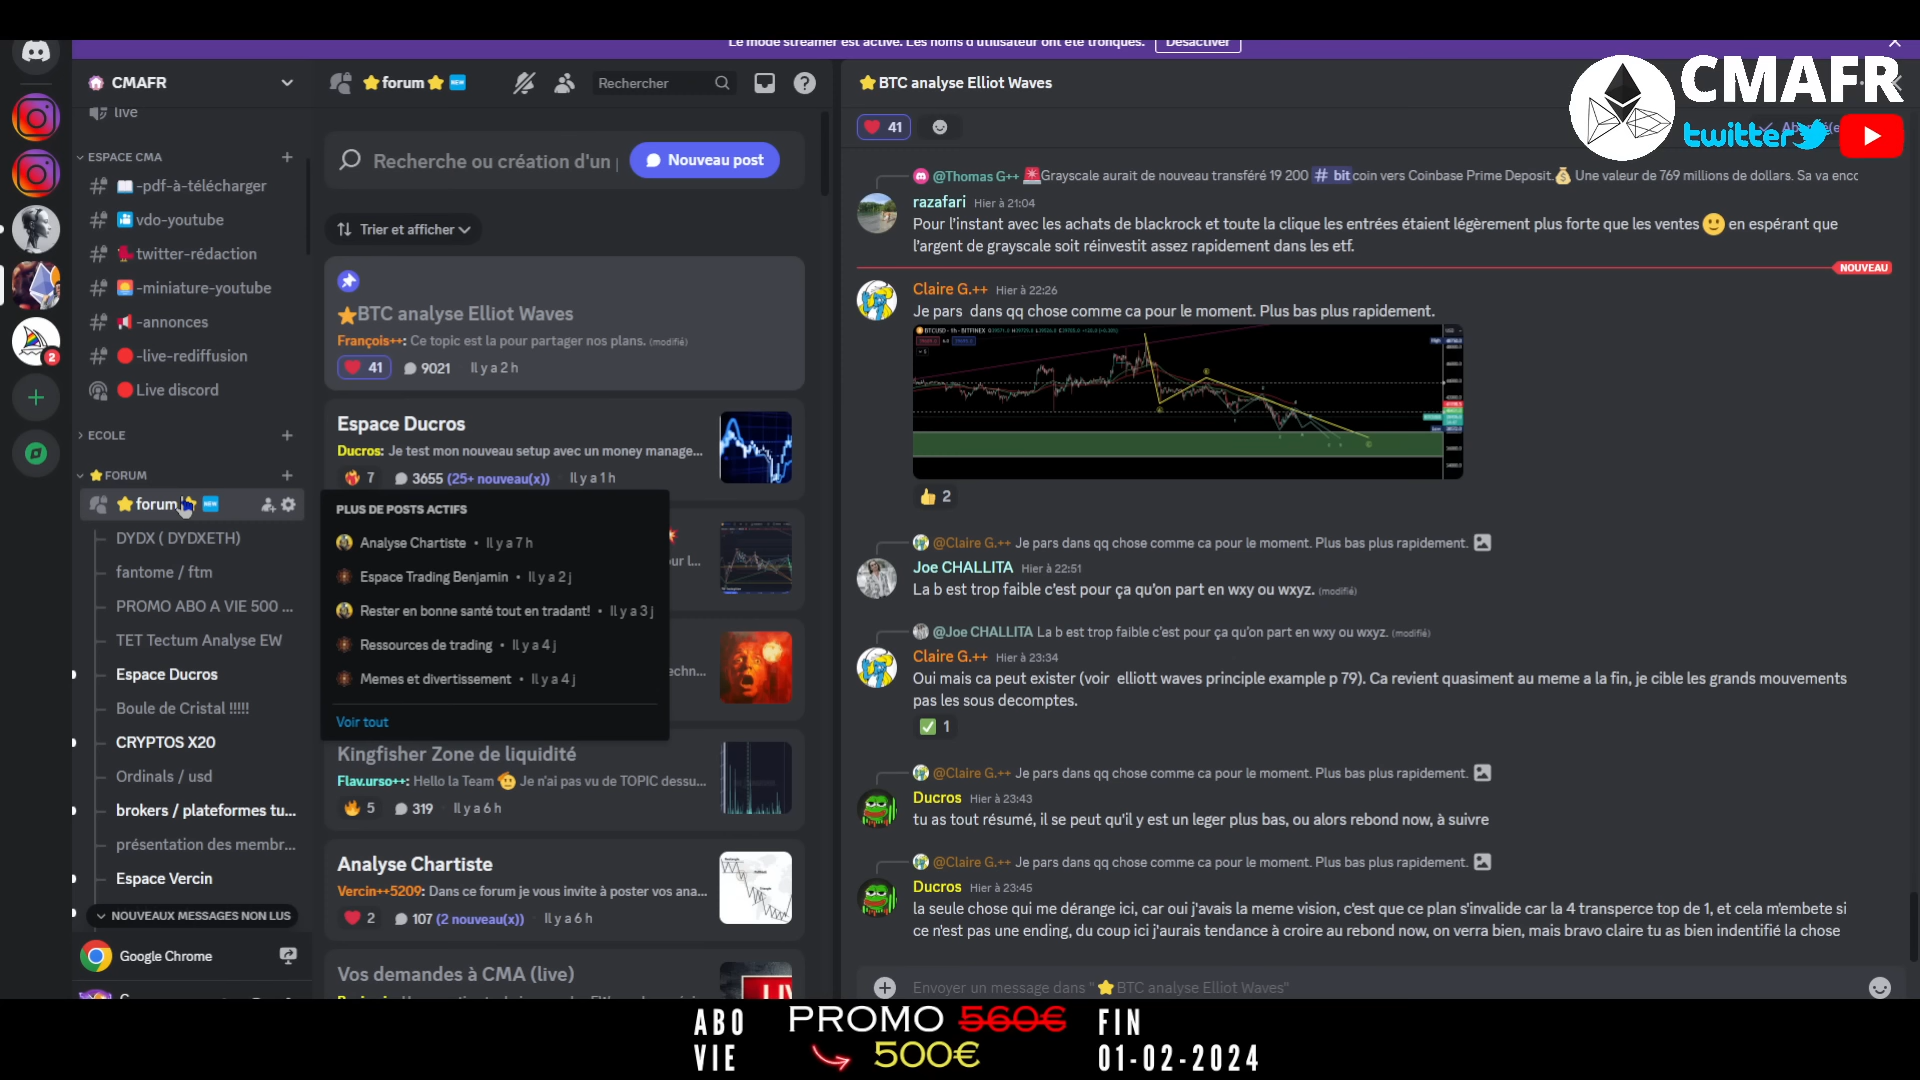 Le mode streamer est activé. Les noms d'utilisateur ont été tronqués.
Désactiver
CMAFR
live
ESPACE CMA
-pdf-à-télécharger
vdo-youtube
twitter-rédaction
-miniature-youtube
-annonces
-live-rediffusion
Live discord
ECOLE
FORUM
forum
NEW
DYDX ( DYDXETH)
fantome / ftm
PROMO ABO A VIE 500 ...
TET Tectum Analyse EW
Espace Ducros
Boule de Cristal !!!!!
CRYPTOS X20
Ordinals / usd
brokers / plateformes tu...
présentation des membr...
Espace Vercin
NOUVEAUX MESSAGES NON LUS
Google Chrome
2
forum
NEW
Rechercher
Recherche ou création d'un
Nouveau post
Trier et afficher
BTC analyse Elliot Waves
François++: Ce topic est la pour partager nos plans. (modifié)
41 9021 Il y a 2 h
Espace Ducros
Ducros: Je test mon nouveau setup avec un money manage...
7 3655 (25+ nouveau(x)) Il y a 1 h
PLUS DE POSTS ACTIFS
Analyse Chartiste • Il y a 7 h
Espace Trading Benjamin • Il y a 2 j
Rester en bonne santé tout en tradant! • Il y a 3 j
Ressources de trading • Il y a 4 j
Memes et divertissement • Il y a 4 j
Voir tout
our l...
echn...
Kingfisher Zone de liquidité
Flav.urso++: Hello la Team Je n'ai pas vu de TOPIC dessu...
5 319 Il y a 6 h
Analyse Chartiste
Vercin++5209: Dans ce forum je vous invite à poster vos ana...
2 107 (2 nouveau(x)) Il y a 6 h
Vos demandes à CMA (live)
BTC analyse Elliot Waves
41
@Thomas G++ Grayscale aurait de nouveau transféré 19 200 # bitcoin vers Coinbase Prime Deposit. Une valeur de 769 millions de dollars. Sa va enco
razafari Hier à 21:04
Pour l'instant avec les achats de blackrock et toute la clique les entrées étaient légèrement plus forte que les ventes en espérant que
l'argent de grayscale soit réinvestit assez rapidement dans les etf.
NOUVEAU
Claire G.++ Hier à 22:26
Je pars dans qq chose comme ca pour le moment. Plus bas plus rapidement.
2
@Claire G.++ Je pars dans qq chose comme ca pour le moment. Plus bas plus rapidement.
Joe CHALLITA Hier à 22:51
La b est trop faible c'est pour ça qu'on part en wxy ou wxyz. (modifié)
@Joe CHALLITA La b est trop faible c'est pour ça qu'on part en wxy ou wxyz. (modifié)
Claire G.++ Hier à 23:34
Oui mais ca peut exister (voir elliott waves principle example p 79). Ca revient quasiment au meme a la fin, je cible les grands mouvements
pas les sous decomptes.
1
@Claire G.++ Je pars dans qq chose comme ca pour le moment. Plus bas plus rapidement.
Ducros Hier à 23:43
tu as tout résumé, il se peut qu'il y est un leger plus bas, ou alors rebond now, à suivre
@Claire G.++ Je pars dans qq chose comme ca pour le moment. Plus bas plus rapidement.
Ducros Hier à 23:45
la seule chose qui me dérange ici, car oui j'avais la meme vision, c'est que ce plan s'invalide car la 4 transperce top de 1, et cela m'embete si
ce n'est pas une ending, du coup ici j'aurais tendance à croire au rebond now, on verra bien, mais bravo claire tu as bien indentifié la chose
Envoyer un message dans " BTC analyse Elliot Waves"
CMAFR
twitter
ABO
VIE
PROMO 560€
500€
FIN
01-02-2024